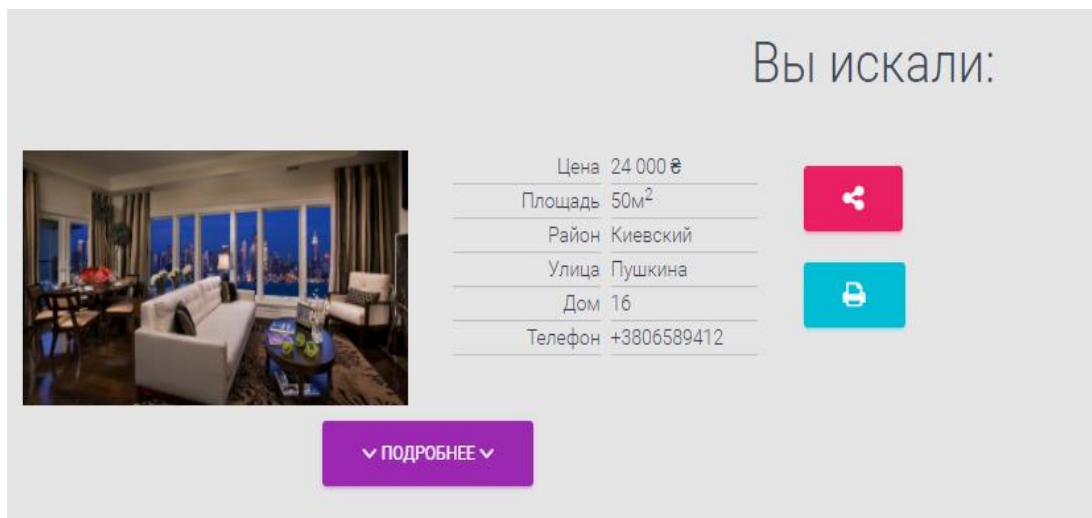 Вы искали:
Цена 24 000 ₴
Площадь 50м²
Район Киевский
Улица Пушкина
Дом 16
Телефон +3806589412
ПОДРОБНЕЕ